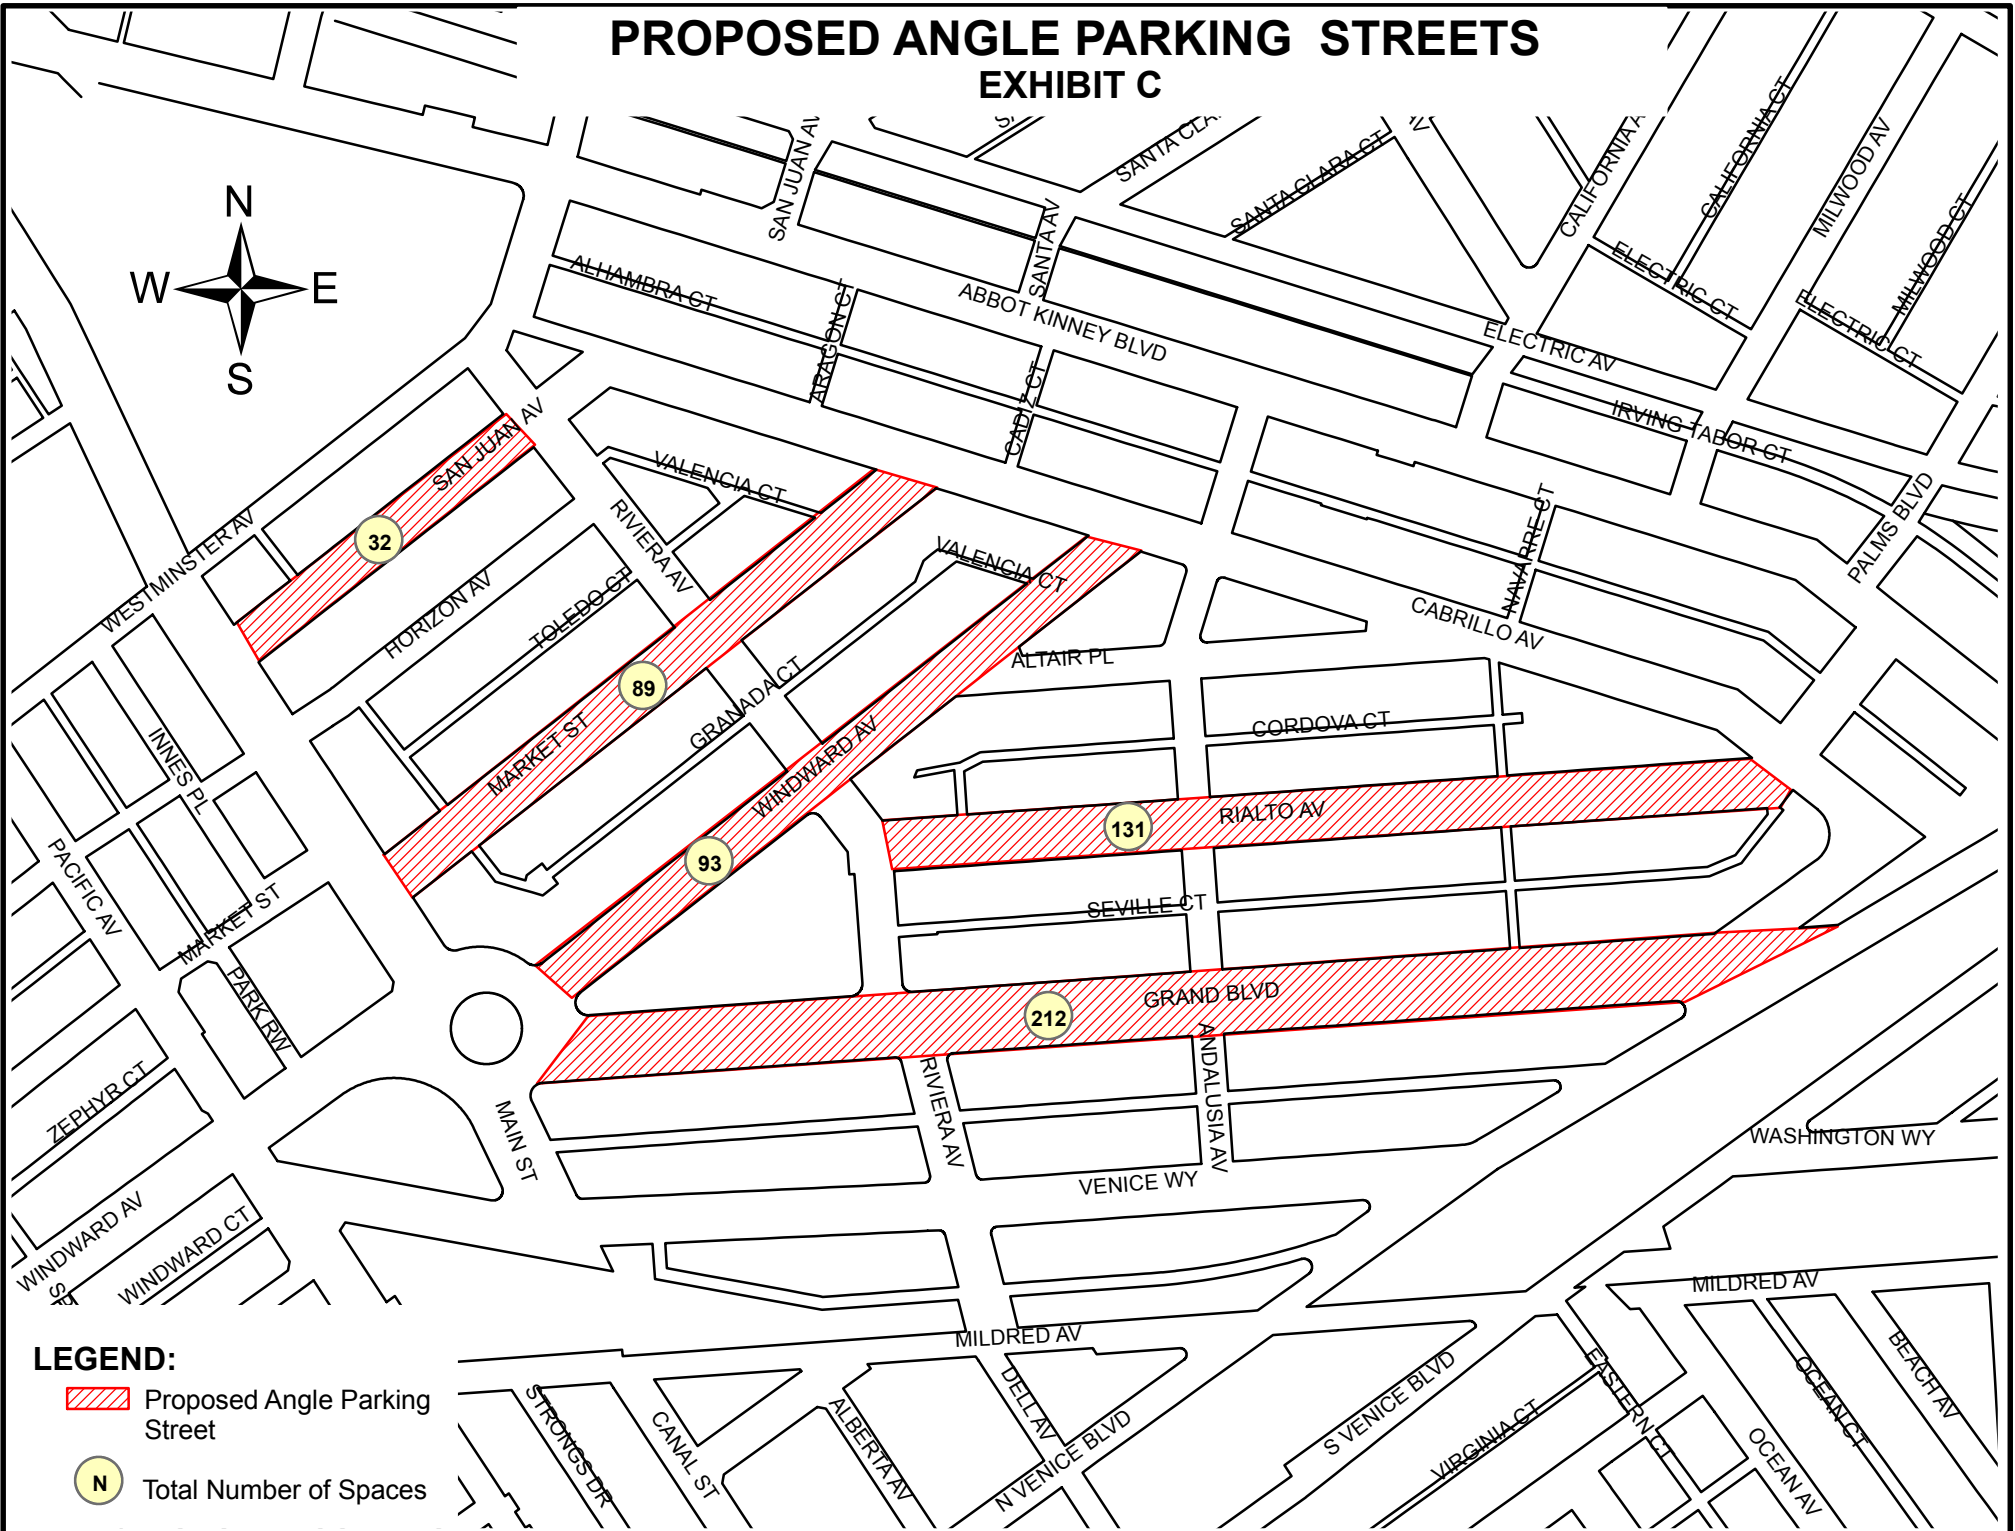 PROPOSED ANGLE PARKING STREETS
EXHIBIT C
N
W E
S
SAN JUAN AV
SANTA CLARA CT
CALIFORNIA CT
MILWOOD AV
MILWOOD CT
SANTA AV
ELECTRIC CT
ELECTRIC CT
ALHAMBRA CT
ARAGON CT
ABBOT KINNEY BLVD
ELECTRIC AV
CADIZ CT
IRVING TABOR CT
SAN JUAN AV
VALENCIA CT
RIVIERA AV
WESTMINSTER AV
32
HORIZON AV
TOLEDO CT
VALENCIA CT
NAVARRE CT
PALMS BLVD
CABRILLO AV
ALTAIR PL
89
GRANADA CT
MARKET ST
WINDWARD AV
CORDOVA CT
INNES PL
131
RIALTO AV
93
PACIFIC AV
MARKET ST
SEVILLE CT
PARK RW
GRAND BLVD
212
ANDALUSIA AV
ZEPHYR CT
RIVIERA AV
MAIN ST
WASHINGTON WY
VENICE WY
WINDWARD AV
WINDWARD CT
MILDRED AV
MILDRED AV
STRONGS DR
CANAL ST
ALBERTA AV
DELL AV
N VENICE BLVD
S VENICE BLVD
VIRGINIA CT
EASTERN CT
OCEAN AV
OCEAN CT
BEACH AV
LEGEND:
Proposed Angle Parking
Street
N
Total Number of Spaces